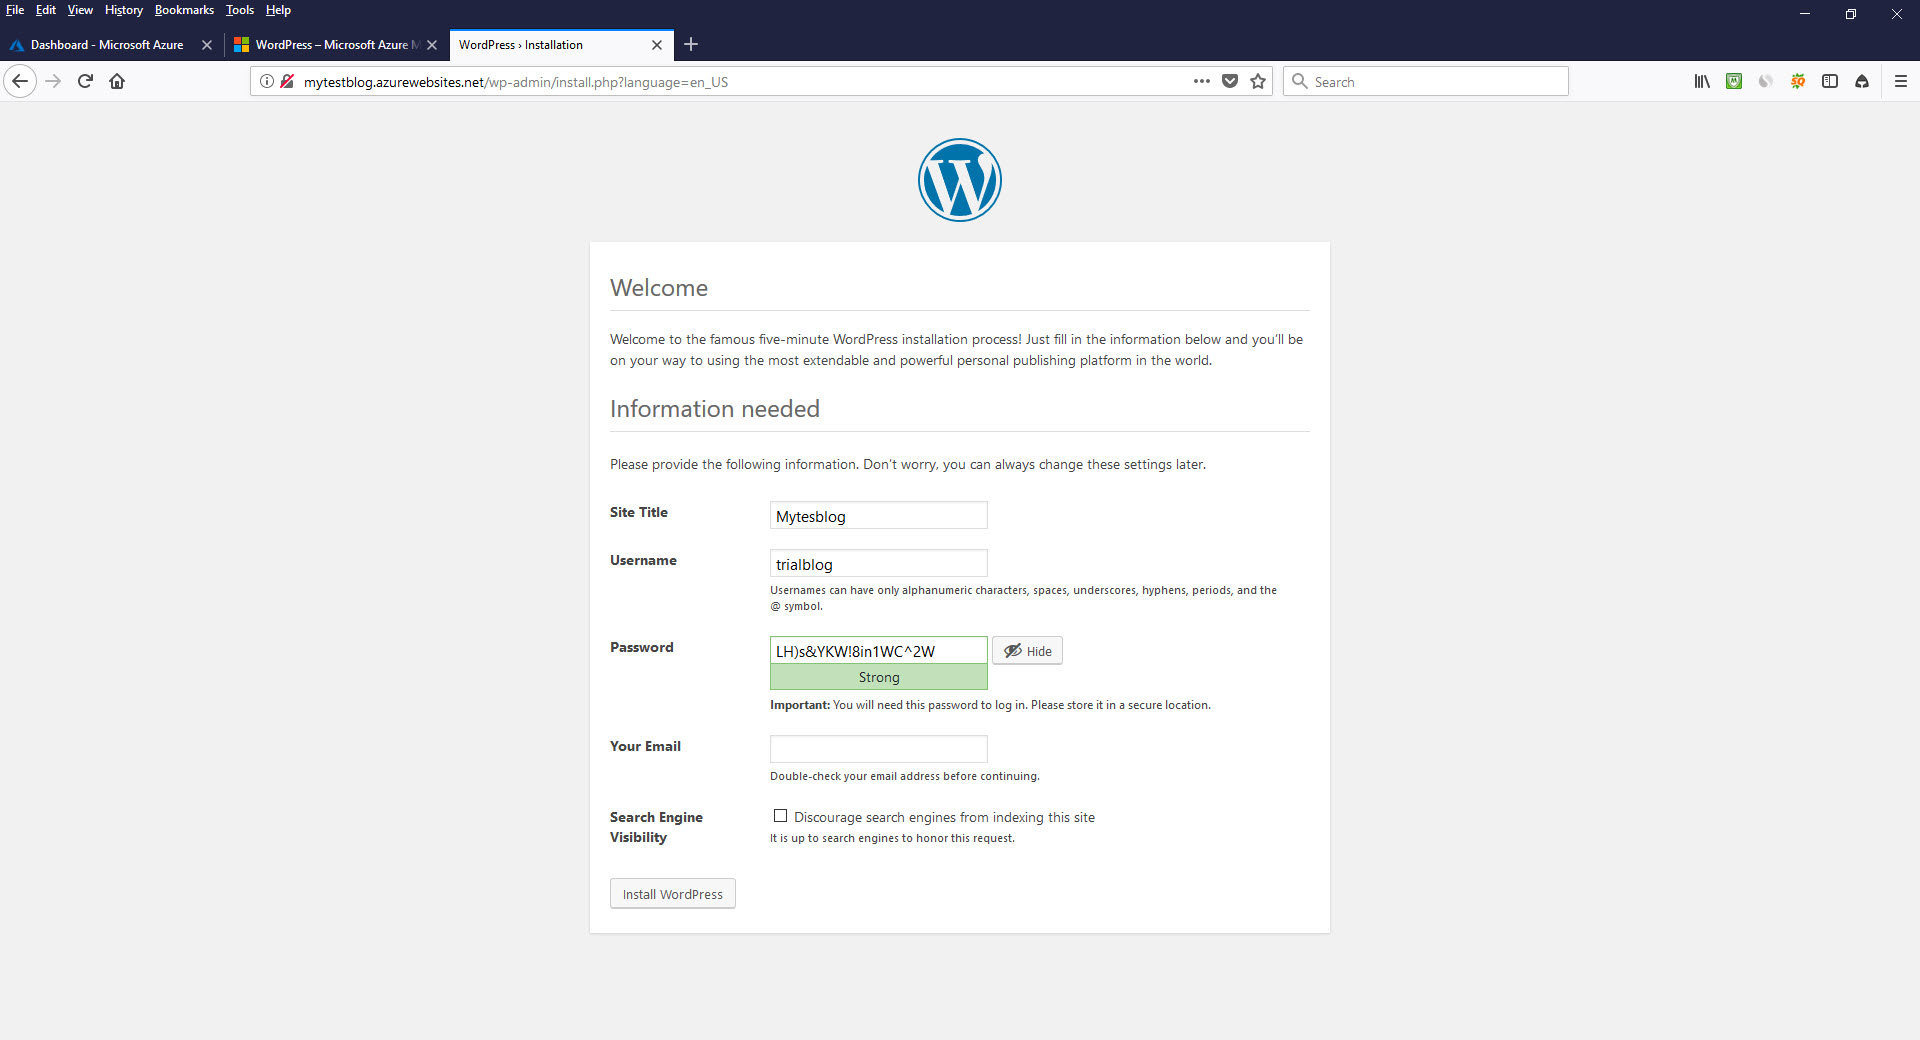 File Edit View History Bookmarks Tools Help
Dashboard - Microsoft Azure WordPress – Microsoft Azure M WordPress › Installation
mytestblog.azurewebsites.net/wp-admin/install.php?language=en_US Search
Welcome
Welcome to the famous five-minute WordPress installation process! Just fill in the information below and you'll be
on your way to using the most extendable and powerful personal publishing platform in the world.
Information needed
Please provide the following information. Don't worry, you can always change these settings later.
Site Title Mytesblog
Username trialblog
Usernames can have only alphanumeric characters, spaces, underscores, hyphens, periods, and the
@ symbol.
Password LH)s&YKW!8in1WC^2W Hide
Strong
Important: You will need this password to log in. Please store it in a secure location.
Your Email
Double-check your email address before continuing.
Search Engine
Visibility
Discourage search engines from indexing this site
It is up to search engines to honor this request.
Install WordPress